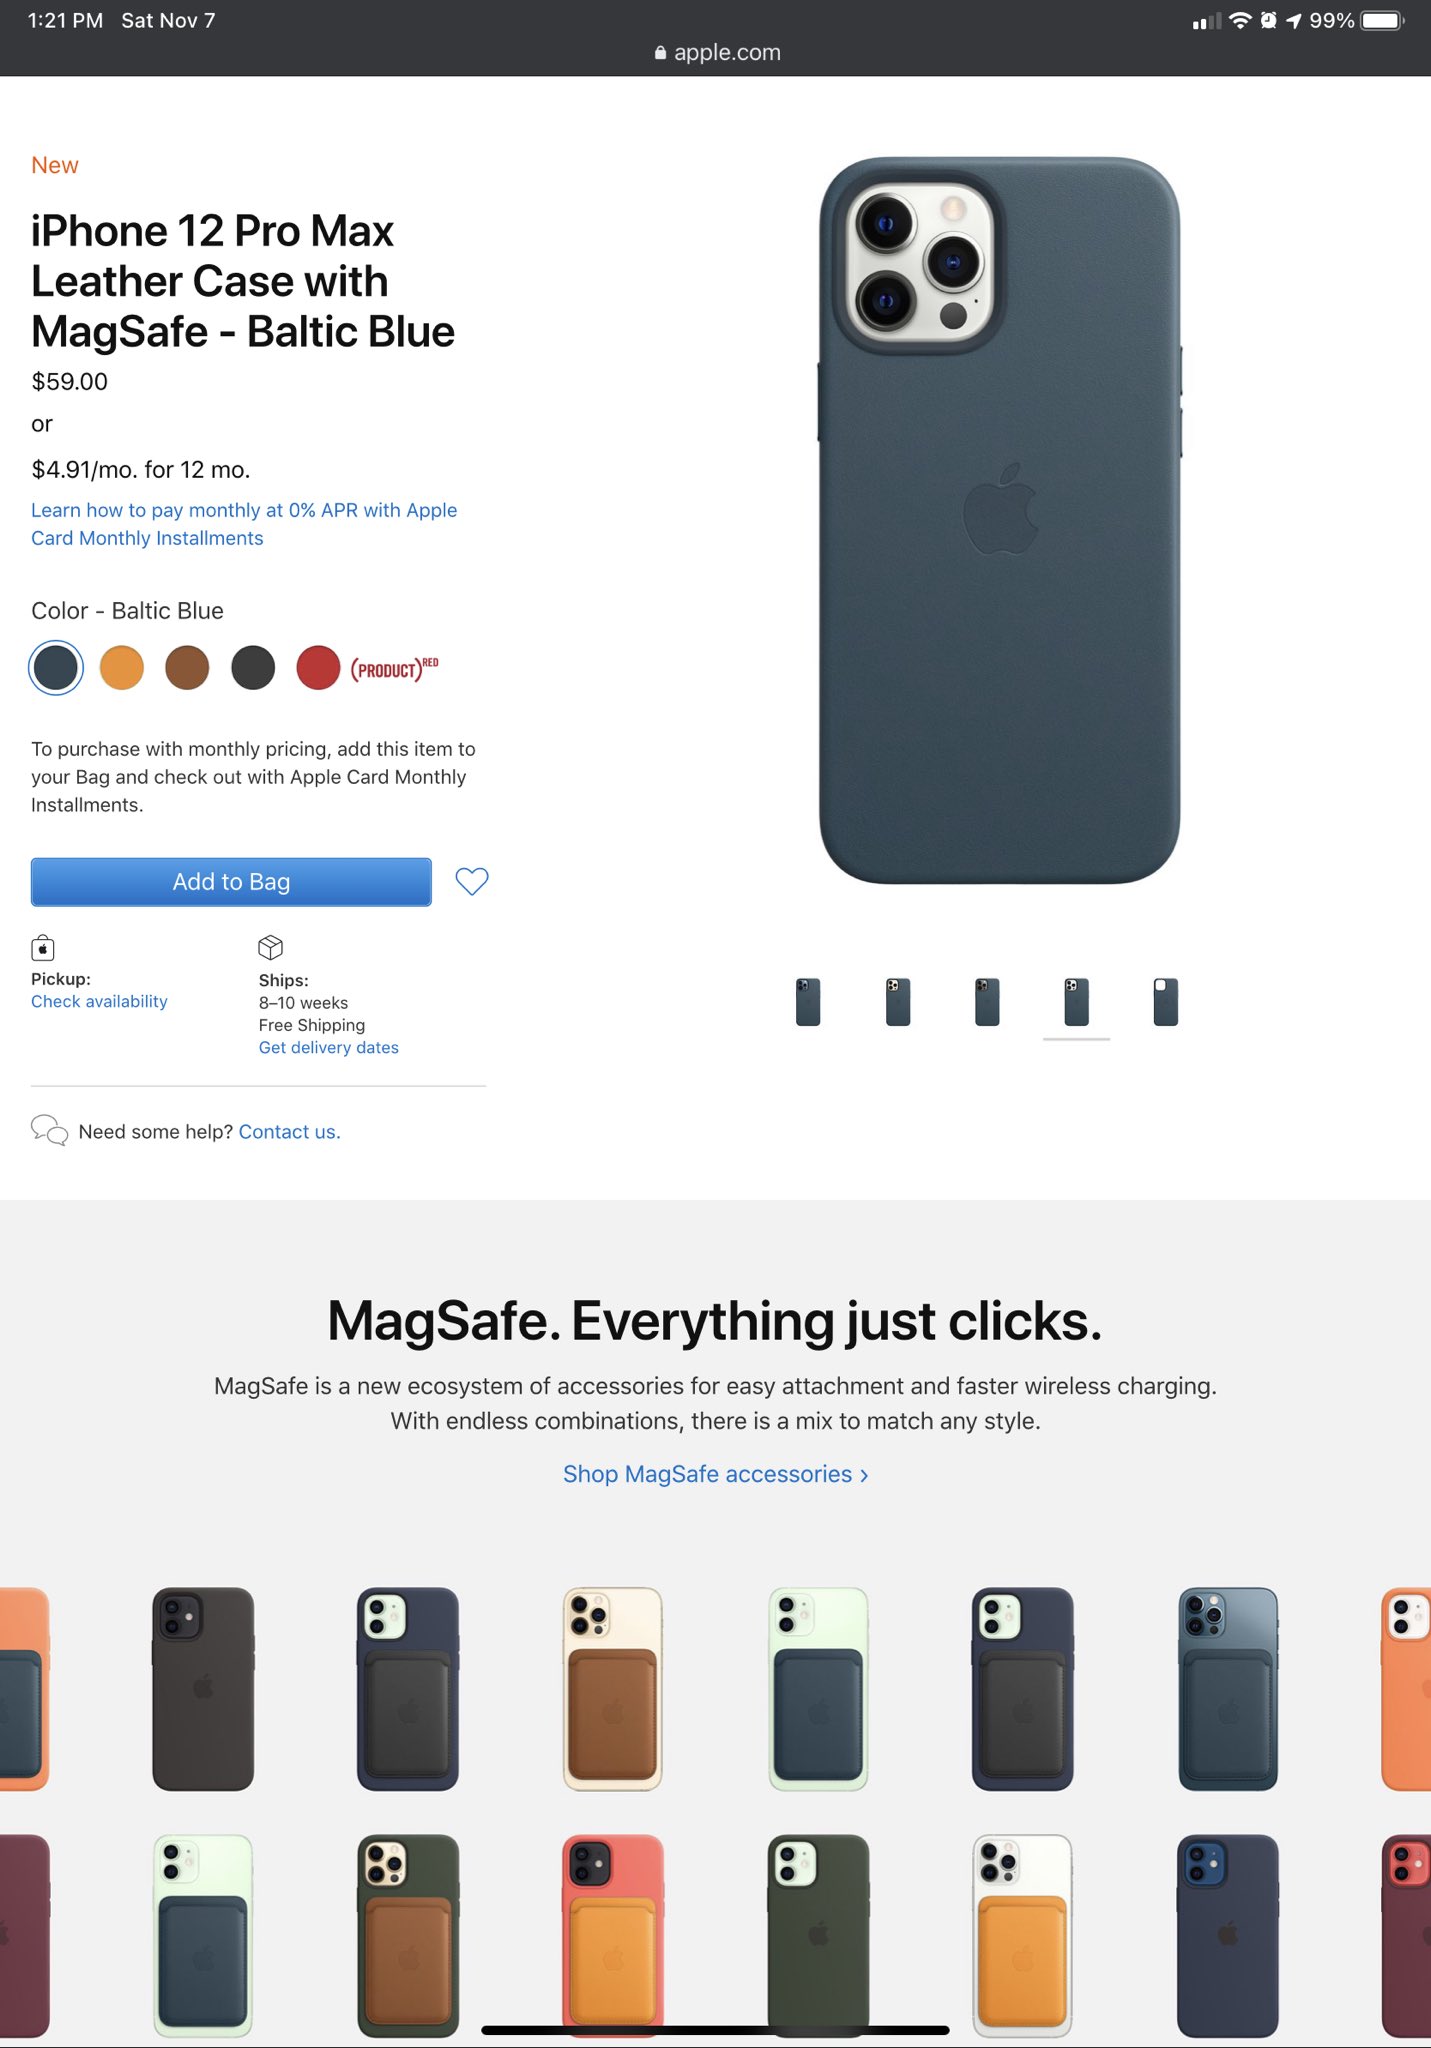 1:21 PM Sat Nov 7
99%
apple.com
New
iPhone 12 Pro Max
Leather Case with
MagSafe - Baltic Blue
$59.00
or
$4.91/mo. for 12 mo.
Learn how to pay monthly at 0% APR with Apple
Card Monthly Installments
Color - Baltic Blue
(PRODUCT)RED
To purchase with monthly pricing, add this item to
your Bag and check out with Apple Card Monthly
Installments.
Add to Bag
Pickup:
Check availability
Ships:
8–10 weeks
Free Shipping
Get delivery dates
Need some help? Contact us.
MagSafe. Everything just clicks.
MagSafe is a new ecosystem of accessories for easy attachment and faster wireless charging.
With endless combinations, there is a mix to match any style.
Shop MagSafe accessories ›